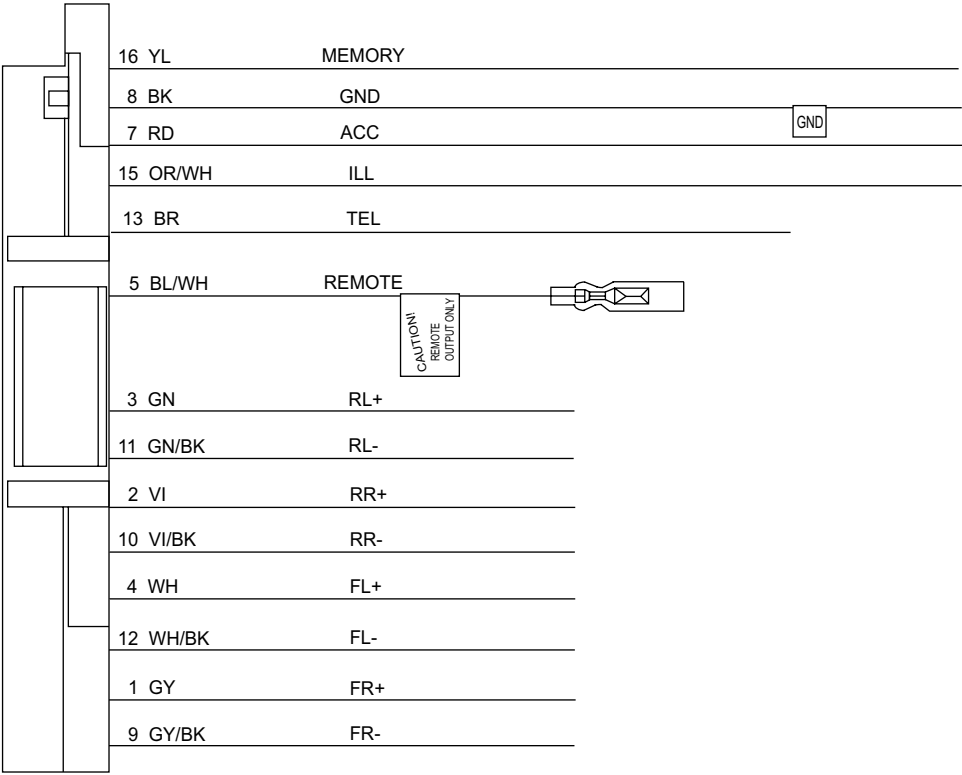 16 YL MEMORY
8 BK GND
GND
7 RD ACC
15 OR/WH ILL
13 BR TEL
5 BL/WH REMOTE
CAUTION!
REMOTE
OUTPUT ONLY
3 GN RL+
11 GN/BK RL-
2 VI RR+
10 VI/BK RR-
4 WH FL+
12 WH/BK FL-
1 GY FR+
9 GY/BK FR-